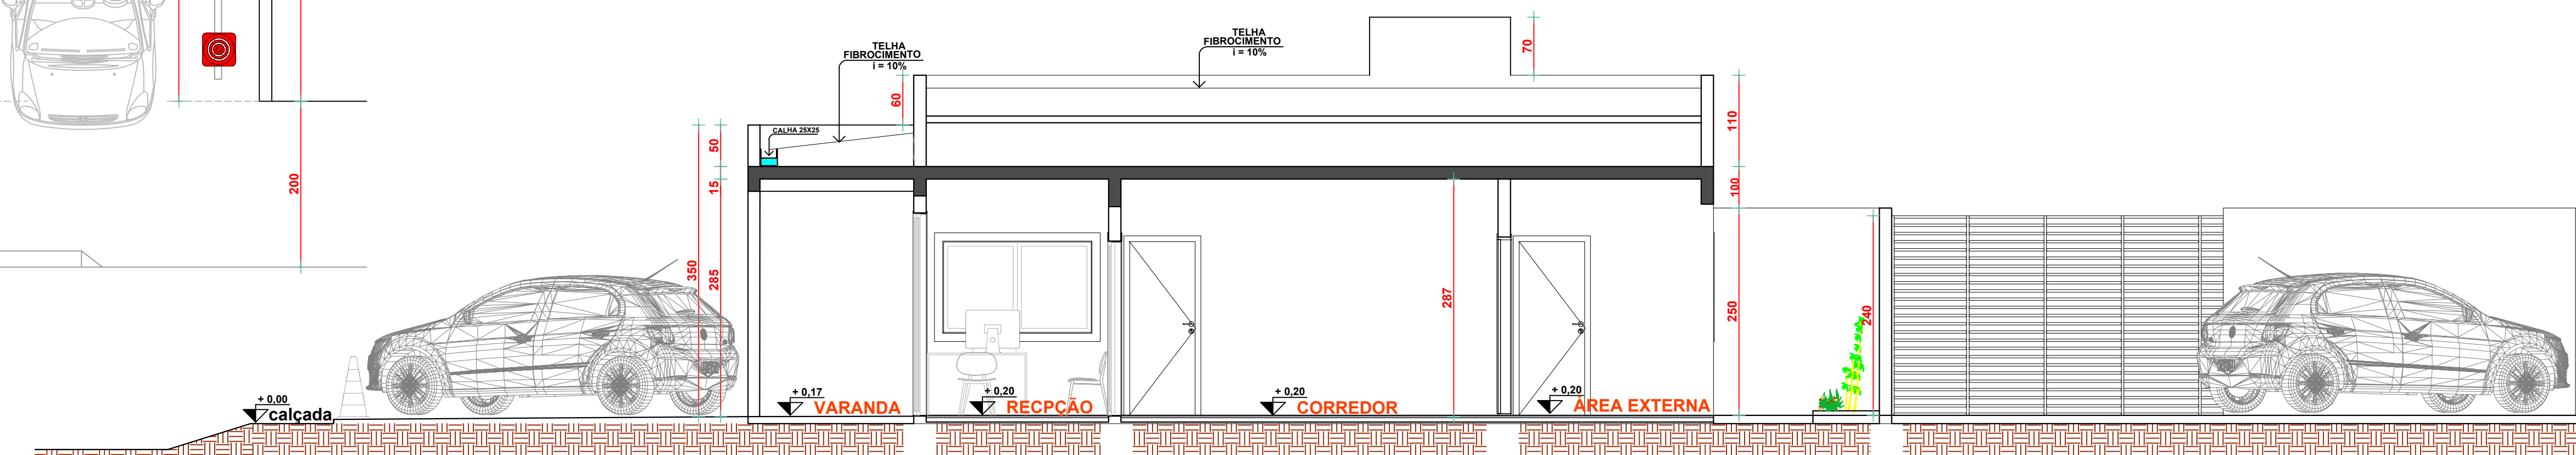 TELHA
FIBROCIMENTO
i = 10%
TELHA
FIBROCIMENTO
i = 10%
70
60
CALHA 25X25
50
110
200
15
100
350
285
287
250
240
+ 0,00
calçada
+ 0,17
VARANDA
+ 0,20
RECPÇÃO
+ 0,20
CORREDOR
+ 0,20
ÁREA EXTERNA